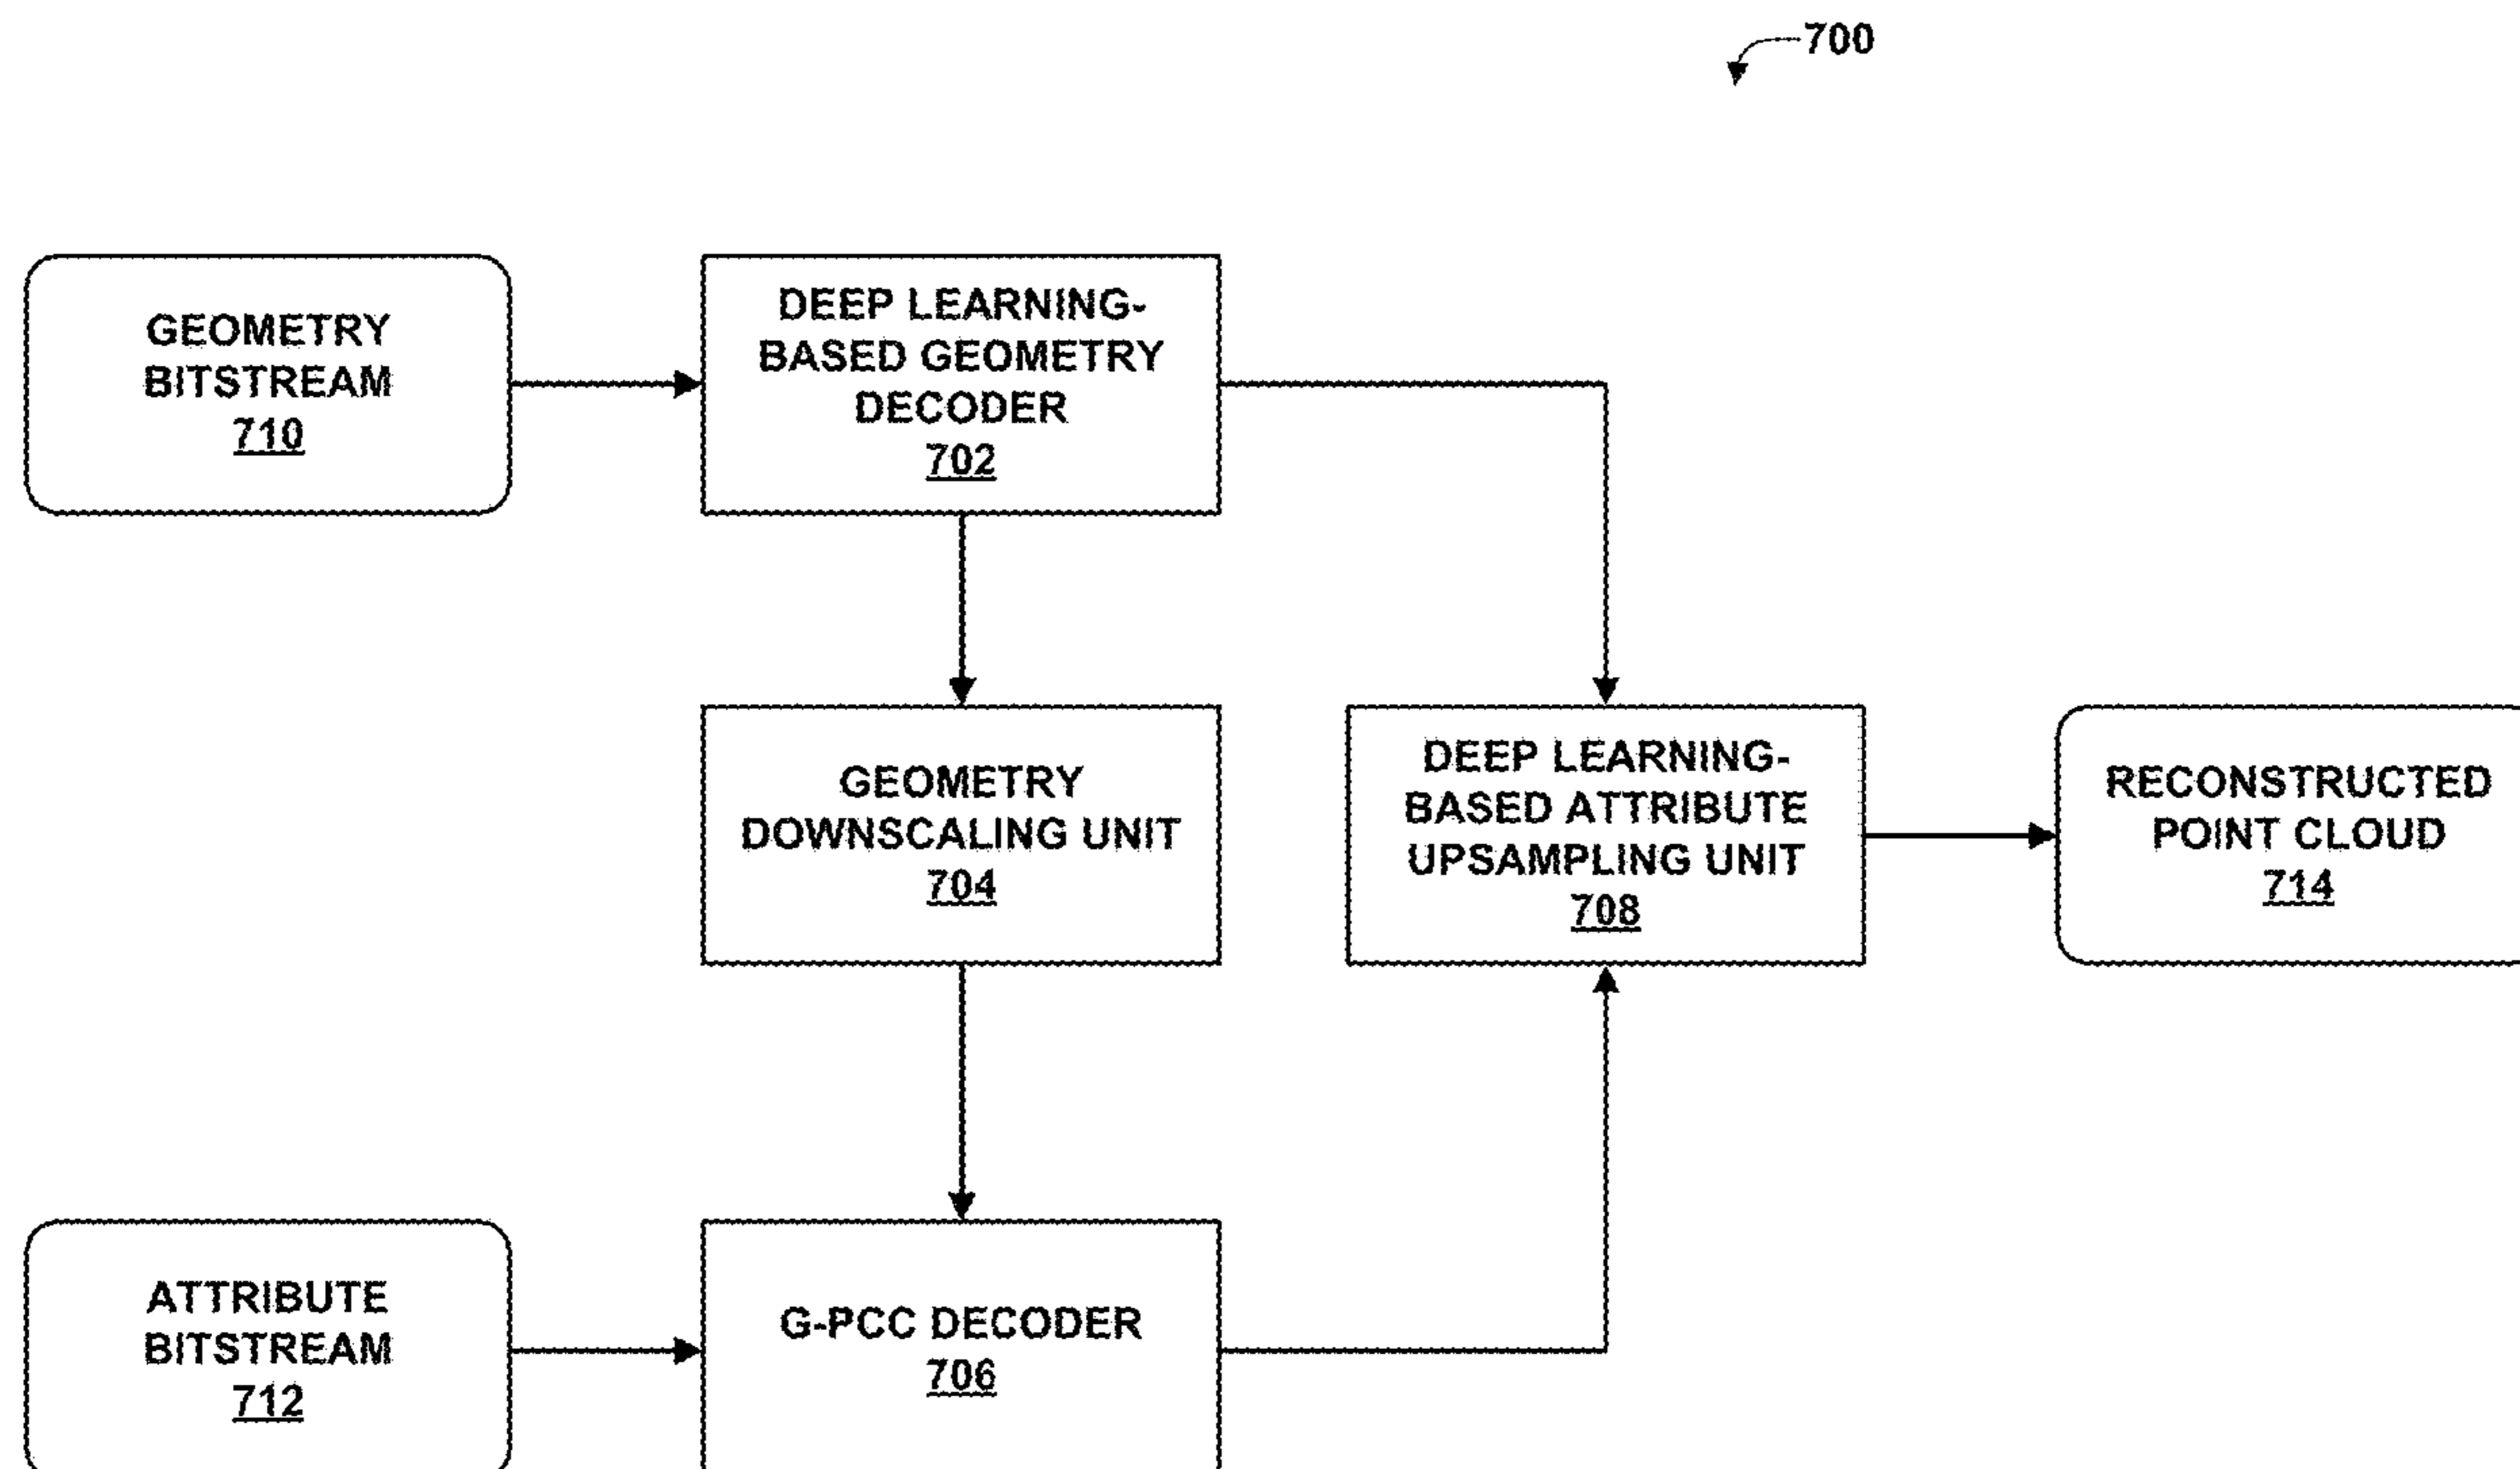 700
GEOMETRY
BITSTREAM
710
DEEP LEARNING-
BASED GEOMETRY
DECODER
702
GEOMETRY
DOWNSCALING UNIT
704
DEEP LEARNING-
BASED ATTRIBUTE
UPSAMPLING UNIT
708
RECONSTRUCTED
POINT CLOUD
714
ATTRIBUTE
BITSTREAM
712
G-PCC DECODER
706